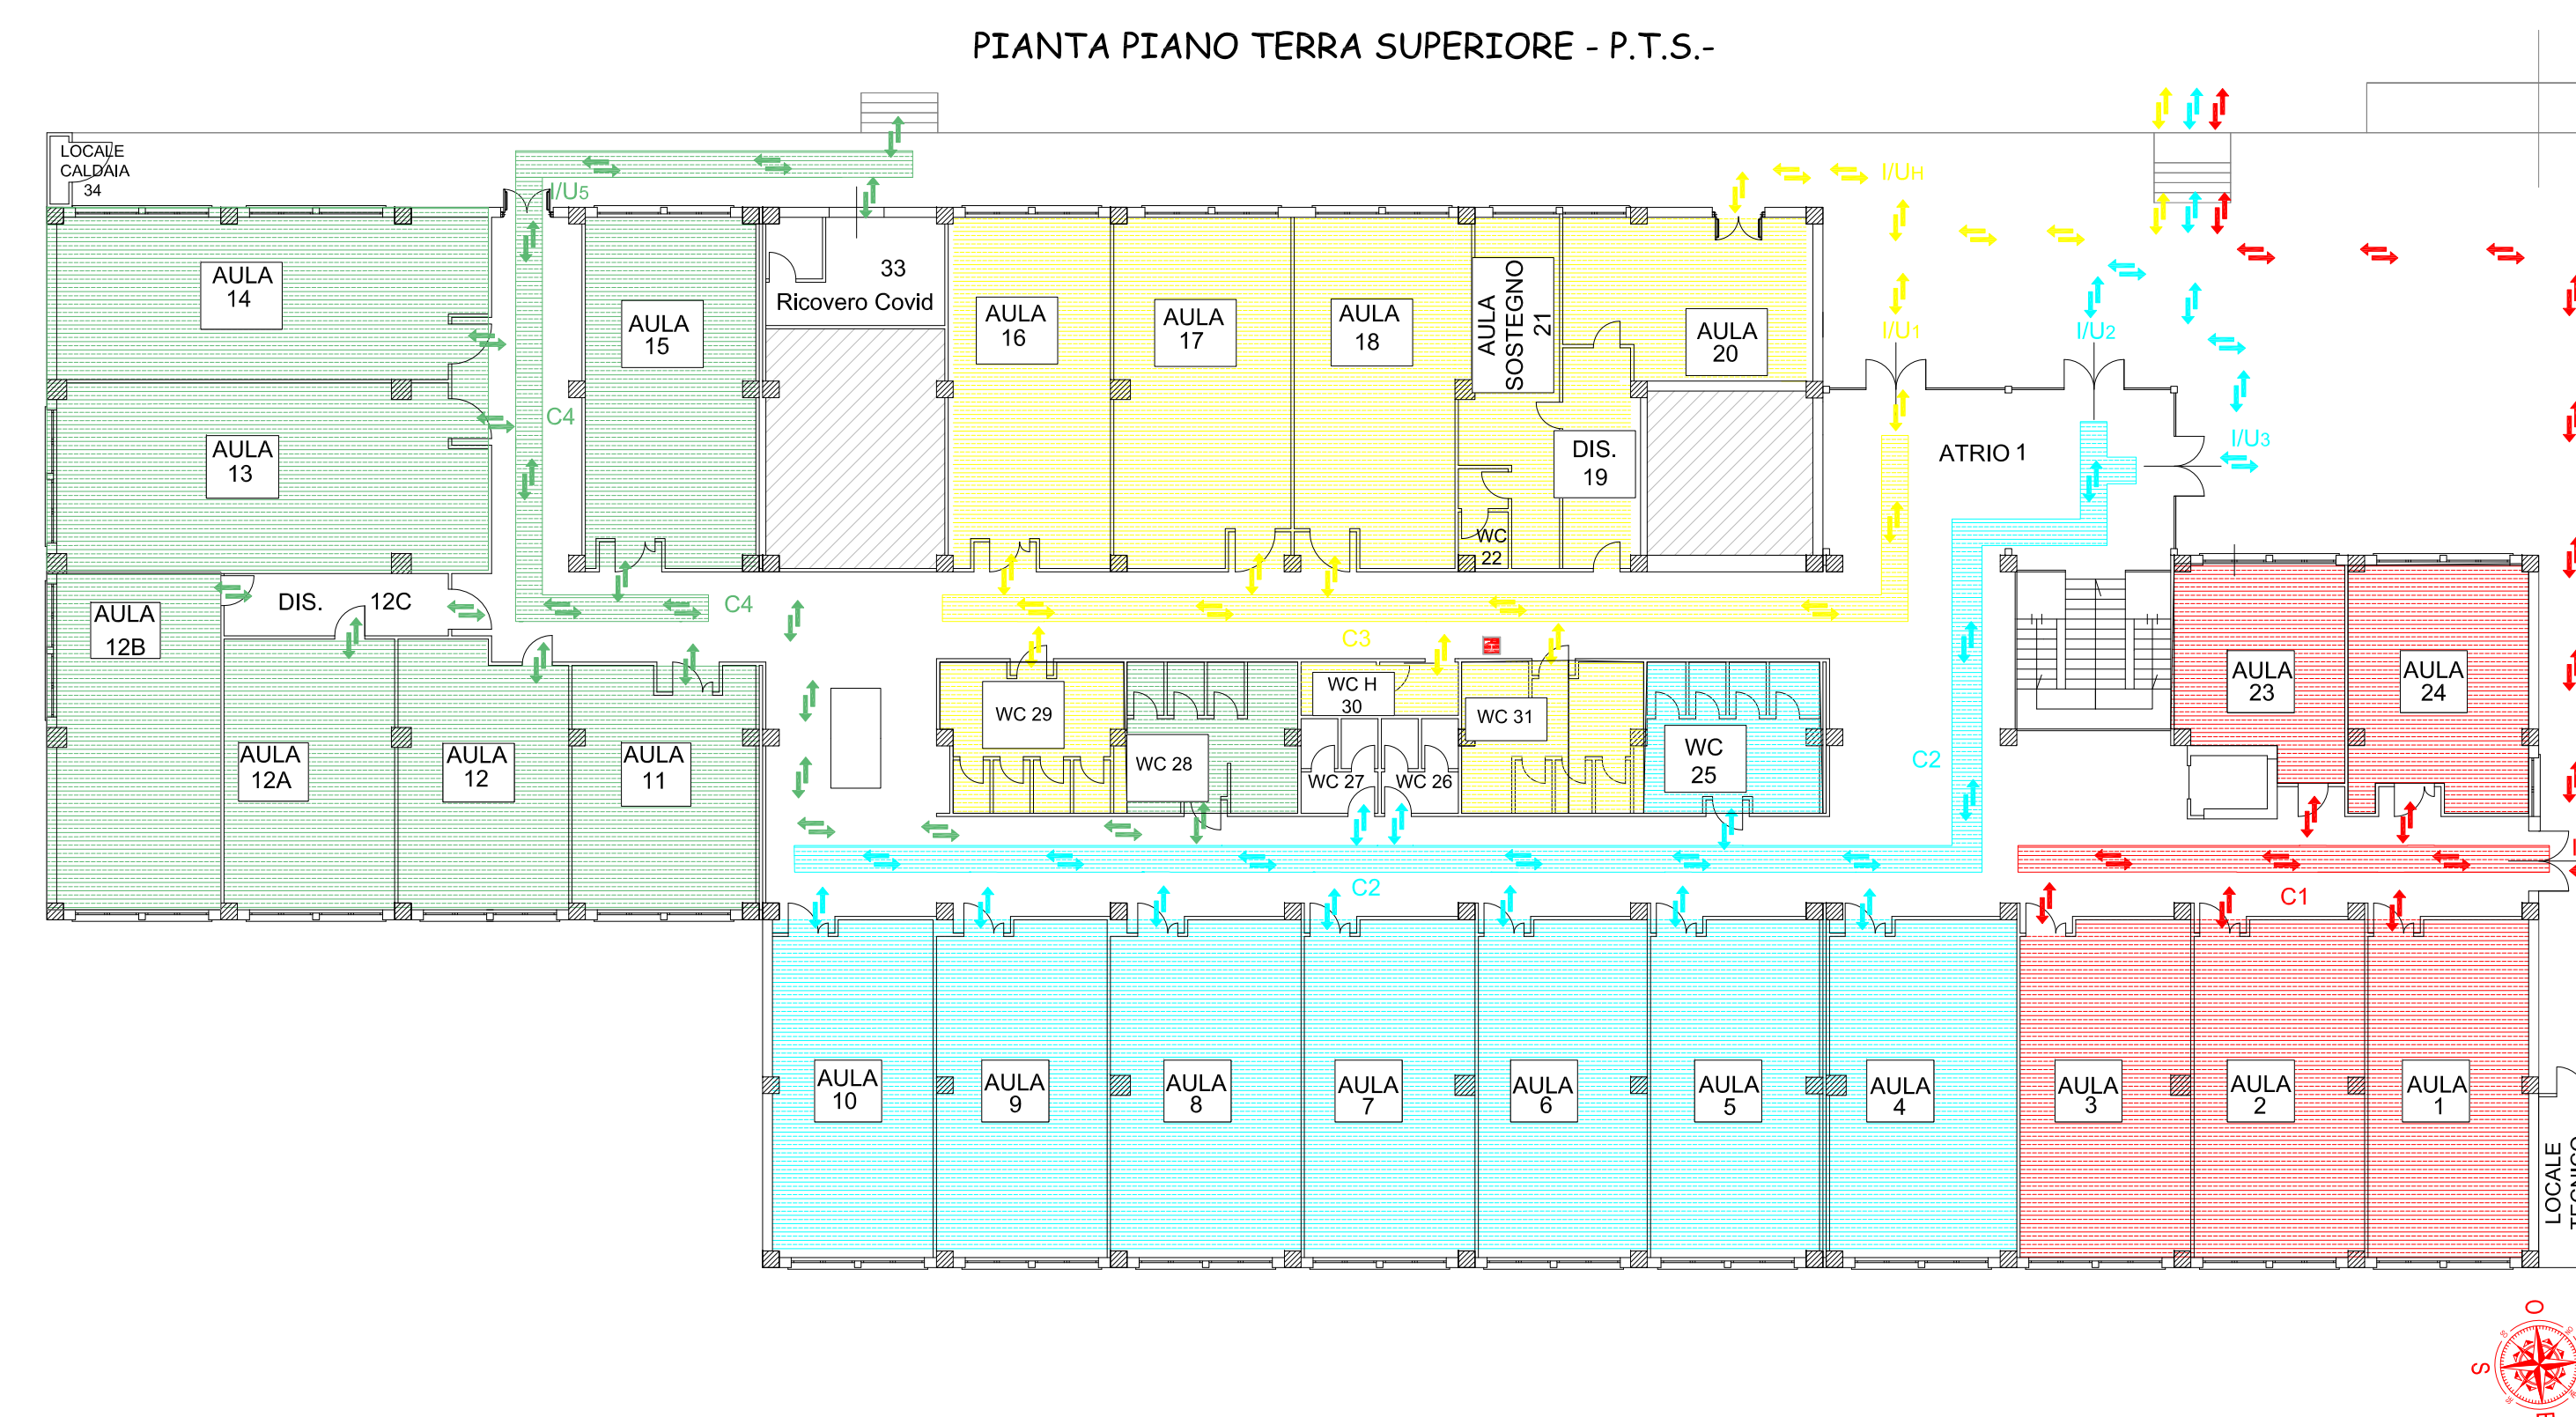 PIANTA PIANO TERRA SUPERIORE - P.T.S.-
LOCALE
CALDAIA
34
I/U5
I/UH
AULA
14
AULA
15
33
Ricovero Covid
AULA
16
AULA
17
AULA
18
AULA
SOSTEGNO
21
AULA
20
I/U1
I/U2
I/U3
C4
AULA
13
DIS.
19
ATRIO 1
WC
22
DIS.
12C
C4
C3
AULA
12B
AULA
12A
AULA
12
AULA
11
WC 29
WC 28
WC H
30
WC 27
WC 26
WC 31
WC
25
C2
AULA
23
AULA
24
C2
C1
AULA
10
AULA
9
AULA
8
AULA
7
AULA
6
AULA
5
AULA
4
AULA
3
AULA
2
AULA
1
LOCALE
TECNICO
O
S